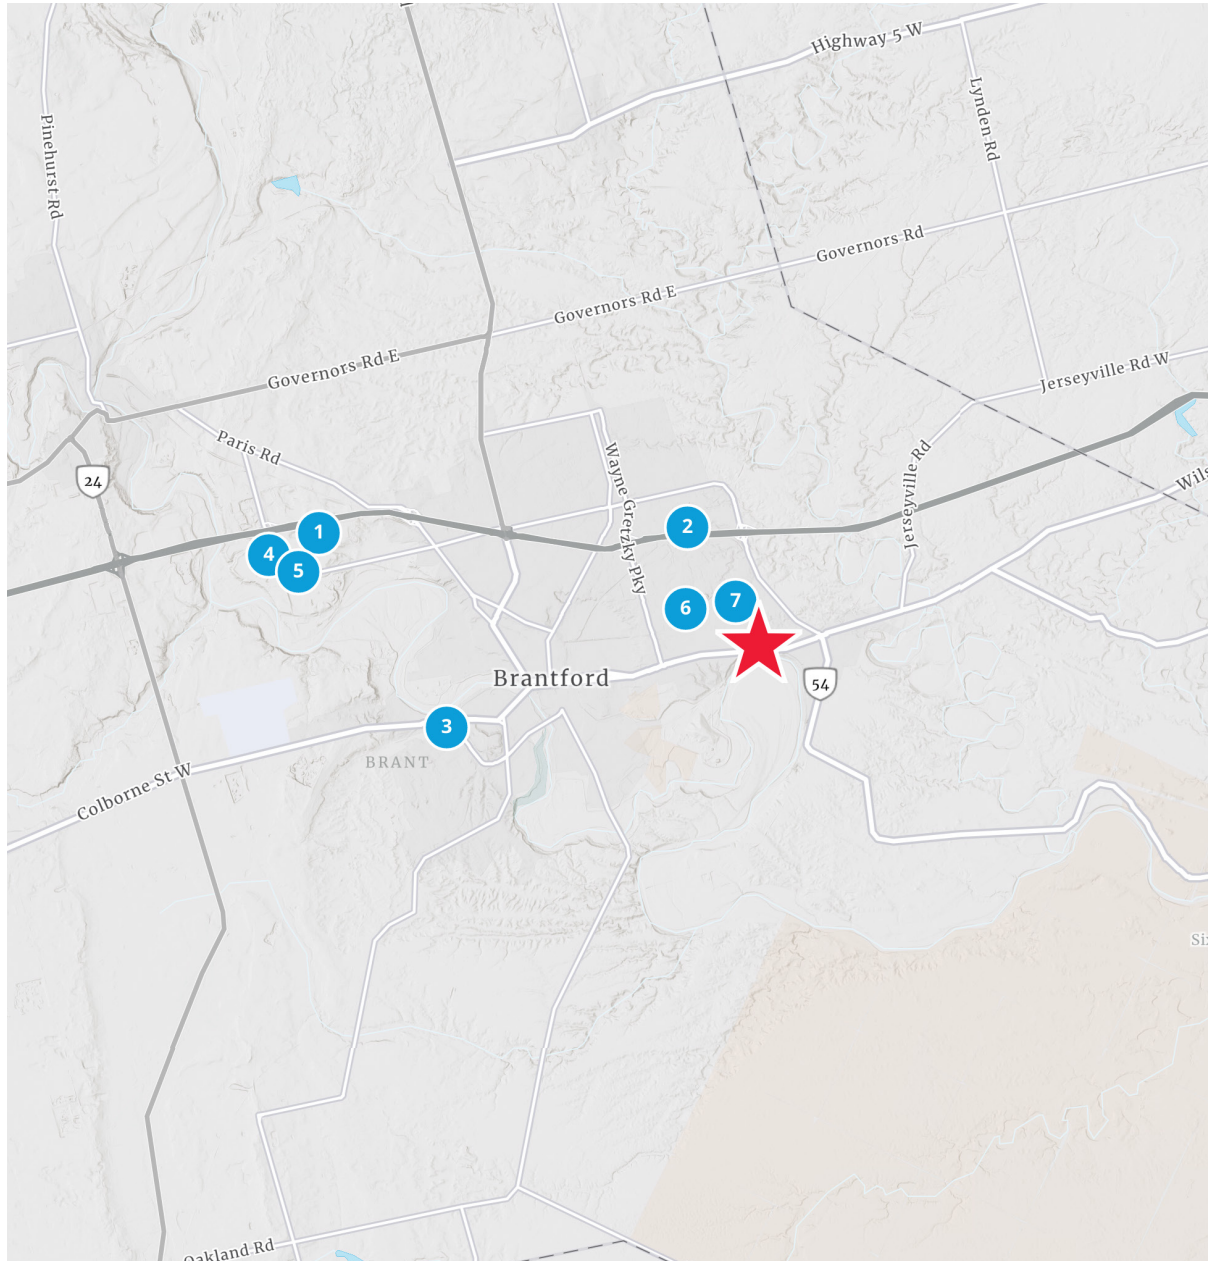 Highway 5 W
Lynden Rd
Pinehurst Rd
Governors Rd
Governors Rd E
Governors Rd E
Jerseyville Rd W
Paris Rd
Wayne Gretzky Pky
Jerseyville Rd
24
1
2
4
5
6
7
Brantford
54
3
BRANT
Colborne St W
Oakland Rd